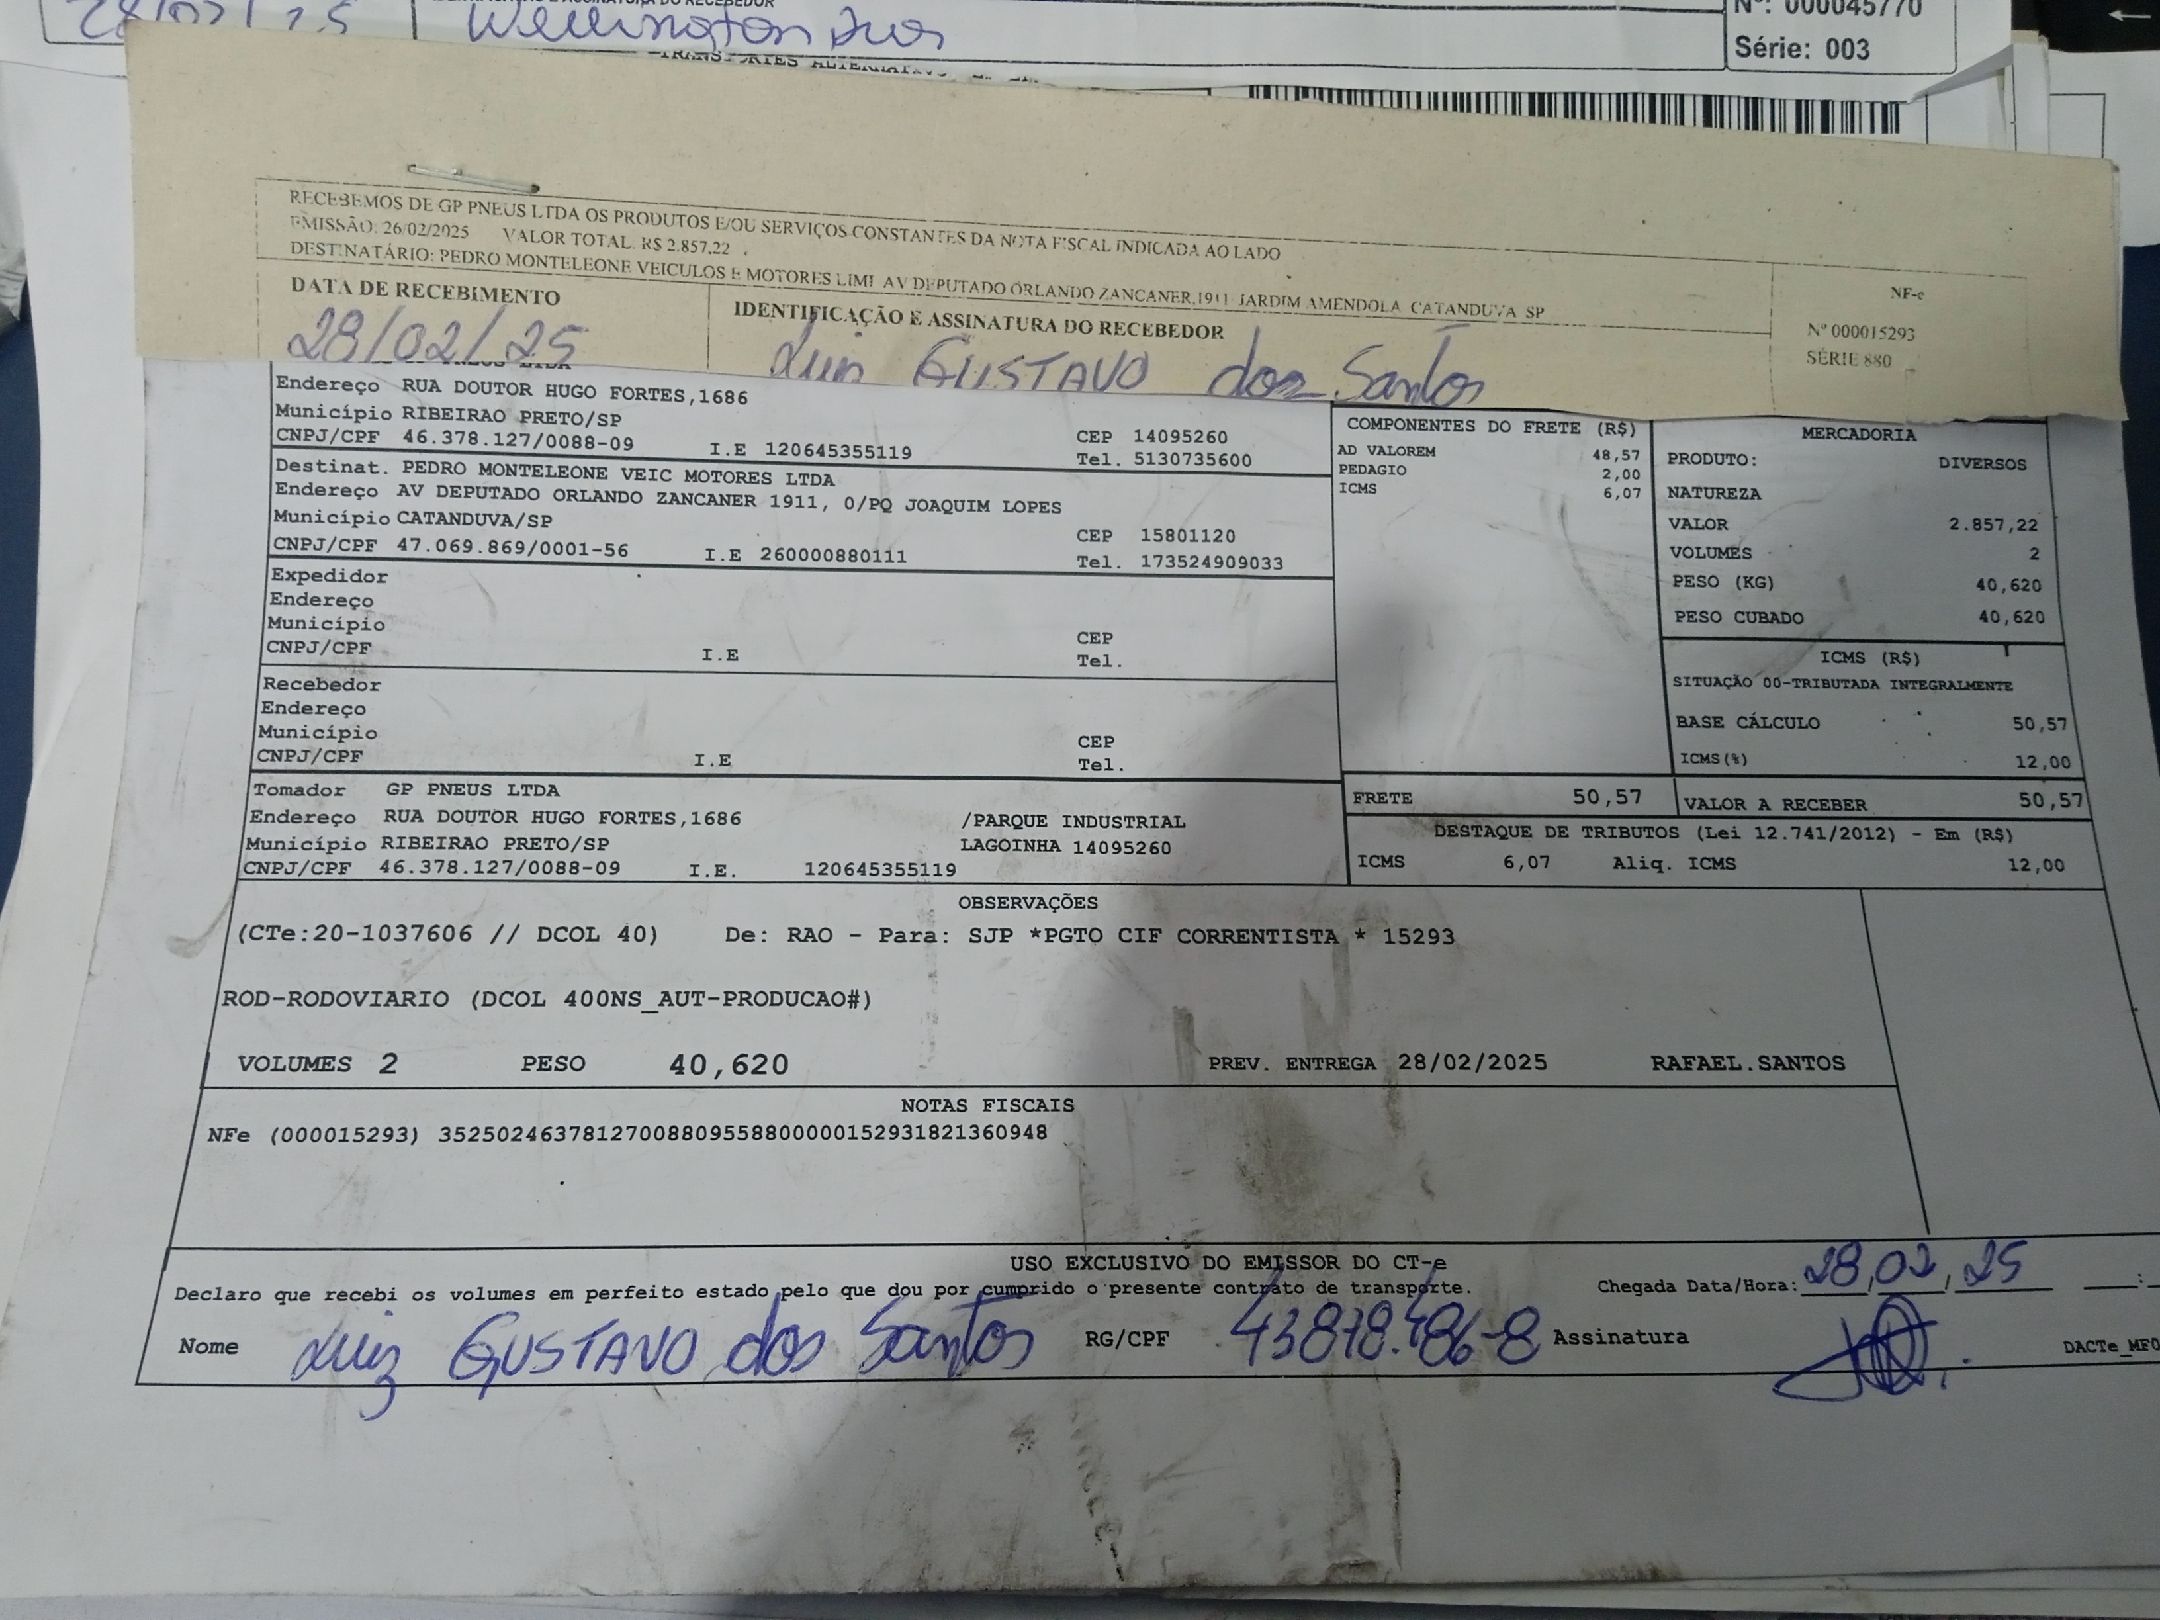 28/02/25 Wellington
Nº: 000045770
Série: 003
RECEBEMOS DE GP PNEUS LTDA OS PRODUTOS E/OU SERVIÇOS CONSTANTES DA NOTA FISCAL INDICADA AO LADO
EMISSÃO: 26/02/2025 VALOR TOTAL: R$ 2.857,22
DESTINATÁRIO: PEDRO MONTELEONE VEICULOS E MOTORES LIMI AV DEPUTADO ORLANDO ZANCANER,1911 JARDIM AMENDOLA CATANDUVA SP
DATA DE RECEBIMENTO
28/02/25
IDENTIFICAÇÃO E ASSINATURA DO RECEBEDOR
Luiz GUSTAVO dos Santos
NF-e
Nº 000015293
SÉRIE 880
Endereço RUA DOUTOR HUGO FORTES,1686
Município RIBEIRAO PRETO/SP
CNPJ/CPF 46.378.127/0088-09 I.E 120645355119
CEP 14095260
Tel. 5130735600
Destinat. PEDRO MONTELEONE VEIC MOTORES LTDA
Endereço AV DEPUTADO ORLANDO ZANCANER 1911, 0/PQ JOAQUIM LOPES
Município CATANDUVA/SP CEP 15801120
CNPJ/CPF 47.069.869/0001-56 I.E 260000880111 Tel. 173524909033
Expedidor
Endereço
Município CEP
CNPJ/CPF I.E Tel.
Recebedor
Endereço
Município CEP
CNPJ/CPF I.E Tel.
Tomador GP PNEUS LTDA
Endereço RUA DOUTOR HUGO FORTES,1686 /PARQUE INDUSTRIAL
Município RIBEIRAO PRETO/SP LAGOINHA 14095260
CNPJ/CPF 46.378.127/0088-09 I.E. 120645355119
COMPONENTES DO FRETE (R$)
AD VALOREM 48,57
PEDAGIO 2,00
ICMS 6,07
MERCADORIA
PRODUTO: DIVERSOS
NATUREZA
VALOR 2.857,22
VOLUMES 2
PESO (KG) 40,620
PESO CUBADO 40,620
ICMS (R$)
SITUAÇÃO 00-TRIBUTADA INTEGRALMENTE
BASE CÁLCULO 50,57
ICMS(%) 12,00
FRETE 50,57 VALOR A RECEBER 50,57
DESTAQUE DE TRIBUTOS (Lei 12.741/2012) - Em (R$)
ICMS 6,07 Aliq. ICMS 12,00
OBSERVAÇÕES
(CTe:20-1037606 // DCOL 40) De: RAO - Para: SJP *PGTO CIF CORRENTISTA * 15293
ROD-RODOVIARIO (DCOL 400NS_AUT-PRODUCAO#)
VOLUMES 2 PESO 40,620 PREV. ENTREGA 28/02/2025 RAFAEL.SANTOS
NOTAS FISCAIS
NFe (000015293) 35250246378127008809558800000152931821360948
USO EXCLUSIVO DO EMISSOR DO CT-e
Declaro que recebi os volumes em perfeito estado pelo que dou por cumprido o presente contrato de transporte. Chegada Data/Hora: 28/02/25 __:
Nome Luiz GUSTAVO dos Santos RG/CPF 43878.486-8 Assinatura
DACTe_MF0